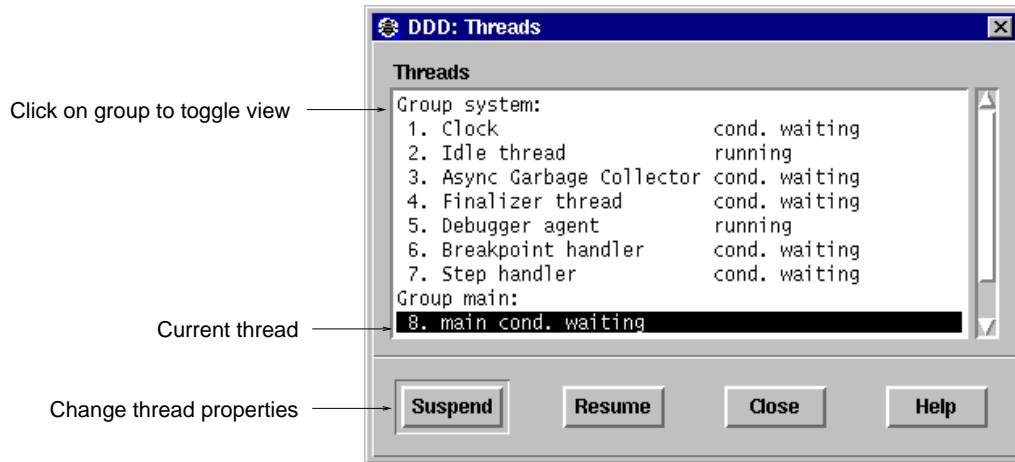 DDD: Threads
Threads
Click on group to toggle view
Group system:
1. Clock cond. waiting
2. Idle thread running
3. Async Garbage Collector cond. waiting
4. Finalizer thread cond. waiting
5. Debugger agent running
6. Breakpoint handler cond. waiting
7. Step handler cond. waiting
Group main:
Current thread
8. main cond. waiting
Change thread properties
Suspend Resume Close Help